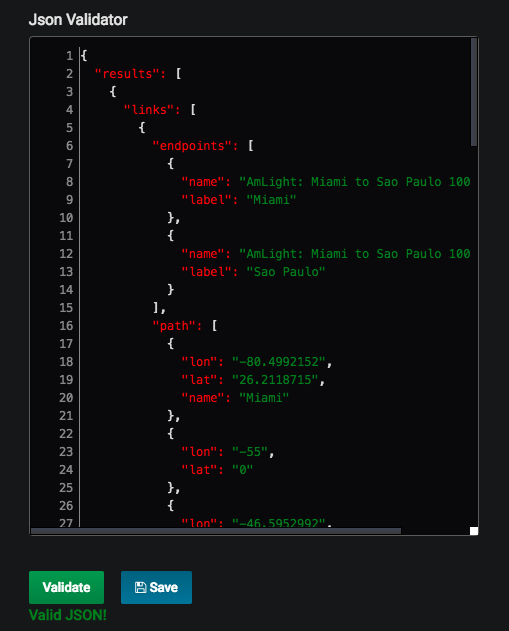 Json Validator
1 {
2 "results": [
3 {
4 "links": [
5 {
6 "endpoints": [
7 {
8 "name": "AmLight: Miami to Sao Paulo 100
9 "label": "Miami"
10 },
11 {
12 "name": "AmLight: Miami to Sao Paulo 100
13 "label": "Sao Paulo"
14 }
15 ],
16 "path": [
17 {
18 "lon": "-80.4992152",
19 "lat": "26.2118715",
20 "name": "Miami"
21 },
22 {
23 "lon": "-55",
24 "lat": "0"
25 },
26 {
27 "lon": "-46.5952992",
Validate Save
Valid JSON!